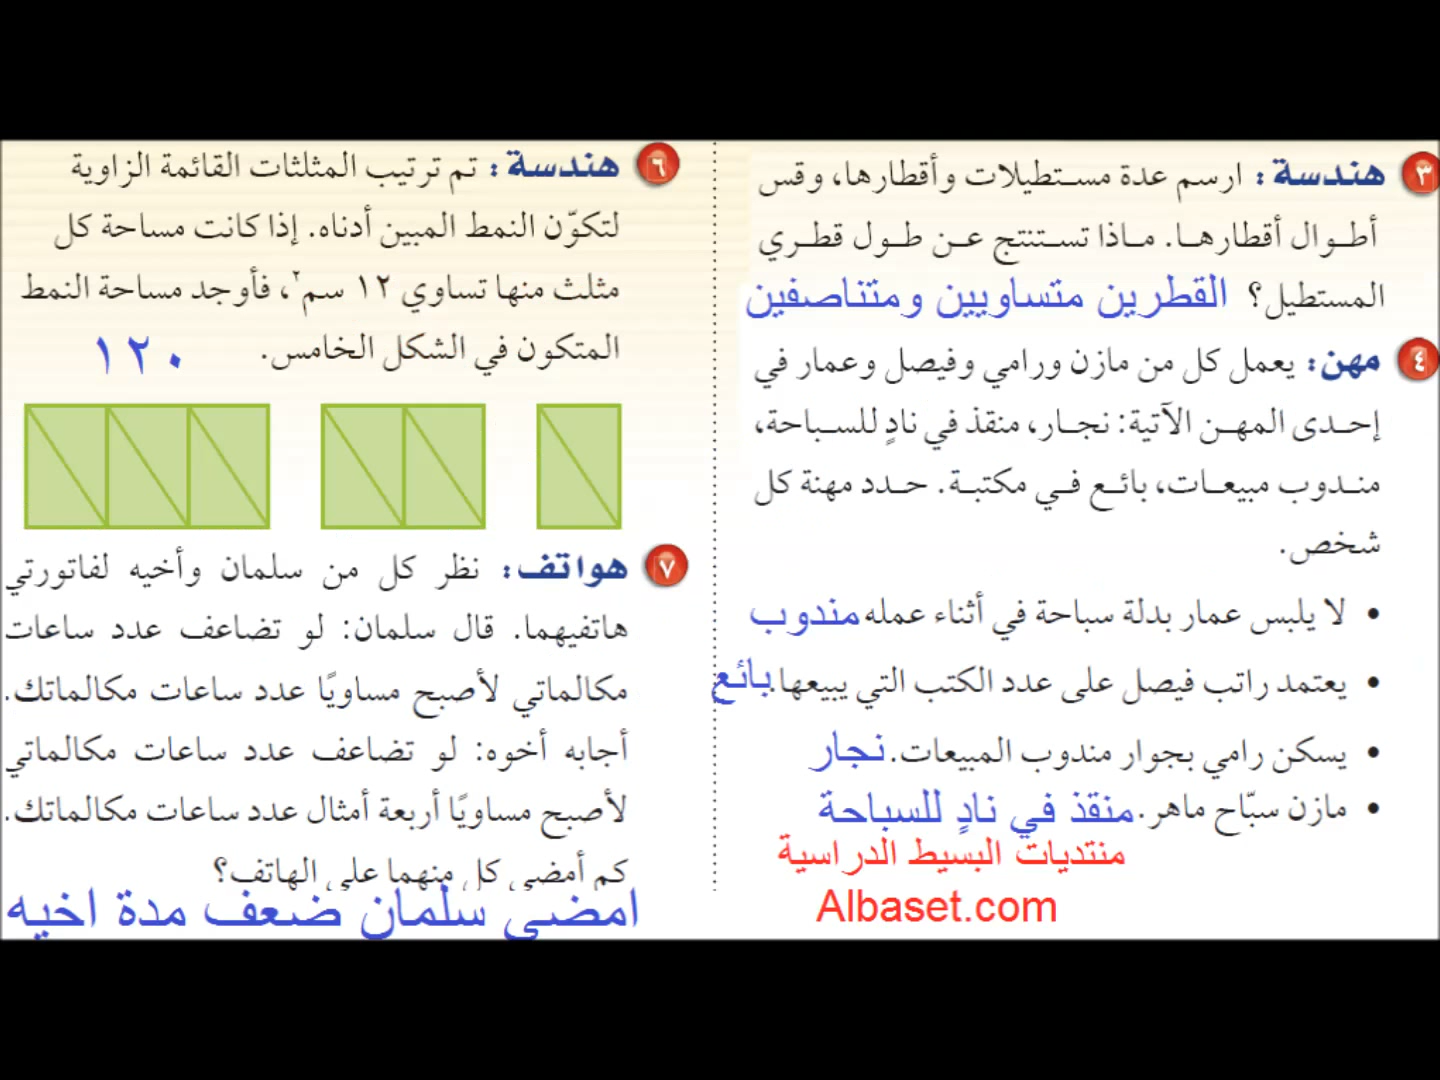 ٣ هندسة: ارسم عدة مستطيلات وأقطارها، وقس
أطوال أقطارها. ماذا تستنتج عن طول قطري
المستطيل؟ القطرين متساويين ومتناصفين
٤ مهن: يعمل كل من مازن ورامي وفيصل وعمار في
إحدى المهن الآتية: نجار، منقذ في نادٍ للسباحة،
مندوب مبيعات، بائع في مكتبة. حدد مهنة كل
شخص.
• لا يلبس عمار بدلة سباحة في أثناء عمله مندوب
• يعتمد راتب فيصل على عدد الكتب التي يبيعها. بائع
• يسكن رامي بجوار مندوب المبيعات. نجار
• مازن سبّاح ماهر. منقذ في نادٍ للسباحة
منتديات البسيط الدراسية
Albaset.com
٦ هندسة: تم ترتيب المثلثات القائمة الزاوية
لتكوّن النمط المبين أدناه. إذا كانت مساحة كل
مثلث منها تساوي ١٢ سم٢، فأوجد مساحة النمط
المتكون في الشكل الخامس. ١٢٠
٧ هواتف: نظر كل من سلمان وأخيه لفاتورتي
هاتفيهما. قال سلمان: لو تضاعف عدد ساعات
مكالماتي لأصبح مساويًا عدد ساعات مكالماتك.
أجابه أخوه: لو تضاعف عدد ساعات مكالماتي
لأصبح مساويًا أربعة أمثال عدد ساعات مكالماتك.
كم أمضى كل منهما على الهاتف؟
امضى سلمان ضعف مدة اخيه